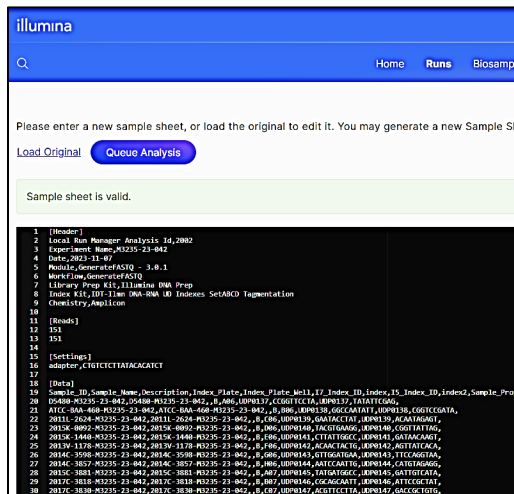 illumina
Home Runs Biosamp
Please enter a new sample sheet, or load the original to edit it. You may generate a new Sample S
Load Original Queue Analysis
Sample sheet is valid.
1 [Header]
2 Local Run Manager Analysis Id,2002
3 Experiment Name,M3235-23-042
4 Date,2023-11-07
5 Module,GenerateFASTQ - 3.0.1
6 Workflow,GenerateFASTQ
7 Library Prep Kit,Illumina DNA Prep
8 Index Kit,IDT-Ilmn DNA-RNA UD Indexes SetABCD Tagmentation
9 Chemistry,Amplicon
10
11 [Reads]
12 151
13 151
14
15 [Settings]
16 adapter,CTGTCTCTTATACACATCT
17
18 [Data]
19 Sample_ID,Sample_Name,Description,Index_Plate,Index_Plate_Well,I7_Index_ID,index,I5_Index_ID,index2,Sample_Pro
20 D5480-M3235-23-042,D5480-M3235-23-042,,B,A06,UDP0137,CCGGTTCCTA,UDP0137,TATATTCGAG,
21 ATCC-BAA-460-M3235-23-042,ATCC-BAA-460-M3235-23-042,,B,B06,UDP0138,GGCCAATATT,UDP0138,CGGTCCGATA,
22 2011L-2624-M3235-23-042,2011L-2624-M3235-23-042,,B,C06,UDP0139,GAATACCTAT,UDP0139,ACAATAGAGT,
23 2015K-0092-M3235-23-042,2015K-0092-M3235-23-042,,B,D06,UDP0140,TACGTGAAGG,UDP0140,CGGTTATTAG,
24 2015K-1440-M3235-23-042,2015K-1440-M3235-23-042,,B,E06,UDP0141,CTTATTGGCC,UDP0141,GATAACAAGT,
25 2013V-1178-M3235-23-042,2013V-1178-M3235-23-042,,B,F06,UDP0142,ACAACTACTG,UDP0142,AGTTATCACA,
26 2014C-3598-M3235-23-042,2014C-3598-M3235-23-042,,B,G06,UDP0143,GTTGGATGAA,UDP0143,TTCCAGGTAA,
27 2014C-3857-M3235-23-042,2014C-3857-M3235-23-042,,B,H06,UDP0144,AATCCAATTG,UDP0144,CATGTAGAGG,
28 2015C-3881-M3235-23-042,2015C-3881-M3235-23-042,,B,A07,UDP0145,TATGATGGCC,UDP0145,GATTGTCATA,
29 2017C-3818-M3235-23-042,2017C-3818-M3235-23-042,,B,B07,UDP0146,CGCAGCAATT,UDP0146,ATTCCGCTAT,
30 2017C-3830-M3235-23-042,2017C-3830-M3235-23-042,,B,C07,UDP0147,ACGTTCCTTA,UDP0147,GACCGCTGTG,